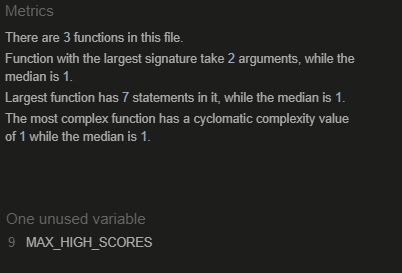 Metrics
There are 3 functions in this file.
Function with the largest signature take 2 arguments, while the
median is 1.
Largest function has 7 statements in it, while the median is 1.
The most complex function has a cyclomatic complexity value
of 1 while the median is 1.
One unused variable
9 MAX_HIGH_SCORES